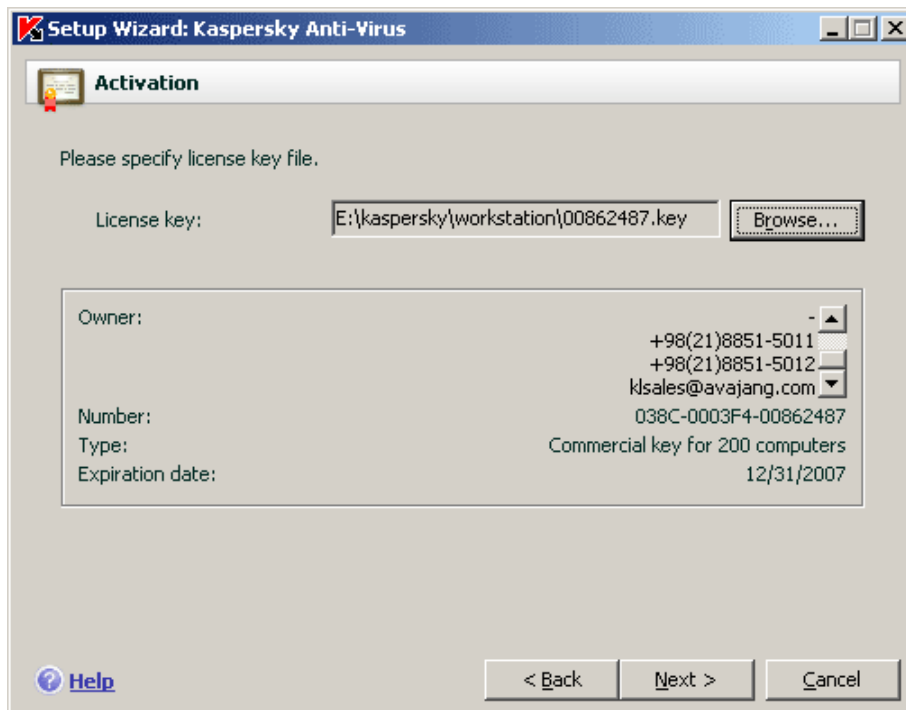 Setup Wizard: Kaspersky Anti-Virus
Activation
Please specify license key file.
License key: E:\kaspersky\workstation\00862487.key Browse...
Owner: -
+98(21)8851-5011
+98(21)8851-5012
klsales@avajang.com
Number: 038C-0003F4-00862487
Type: Commercial key for 200 computers
Expiration date: 12/31/2007
Help < Back Next > Cancel